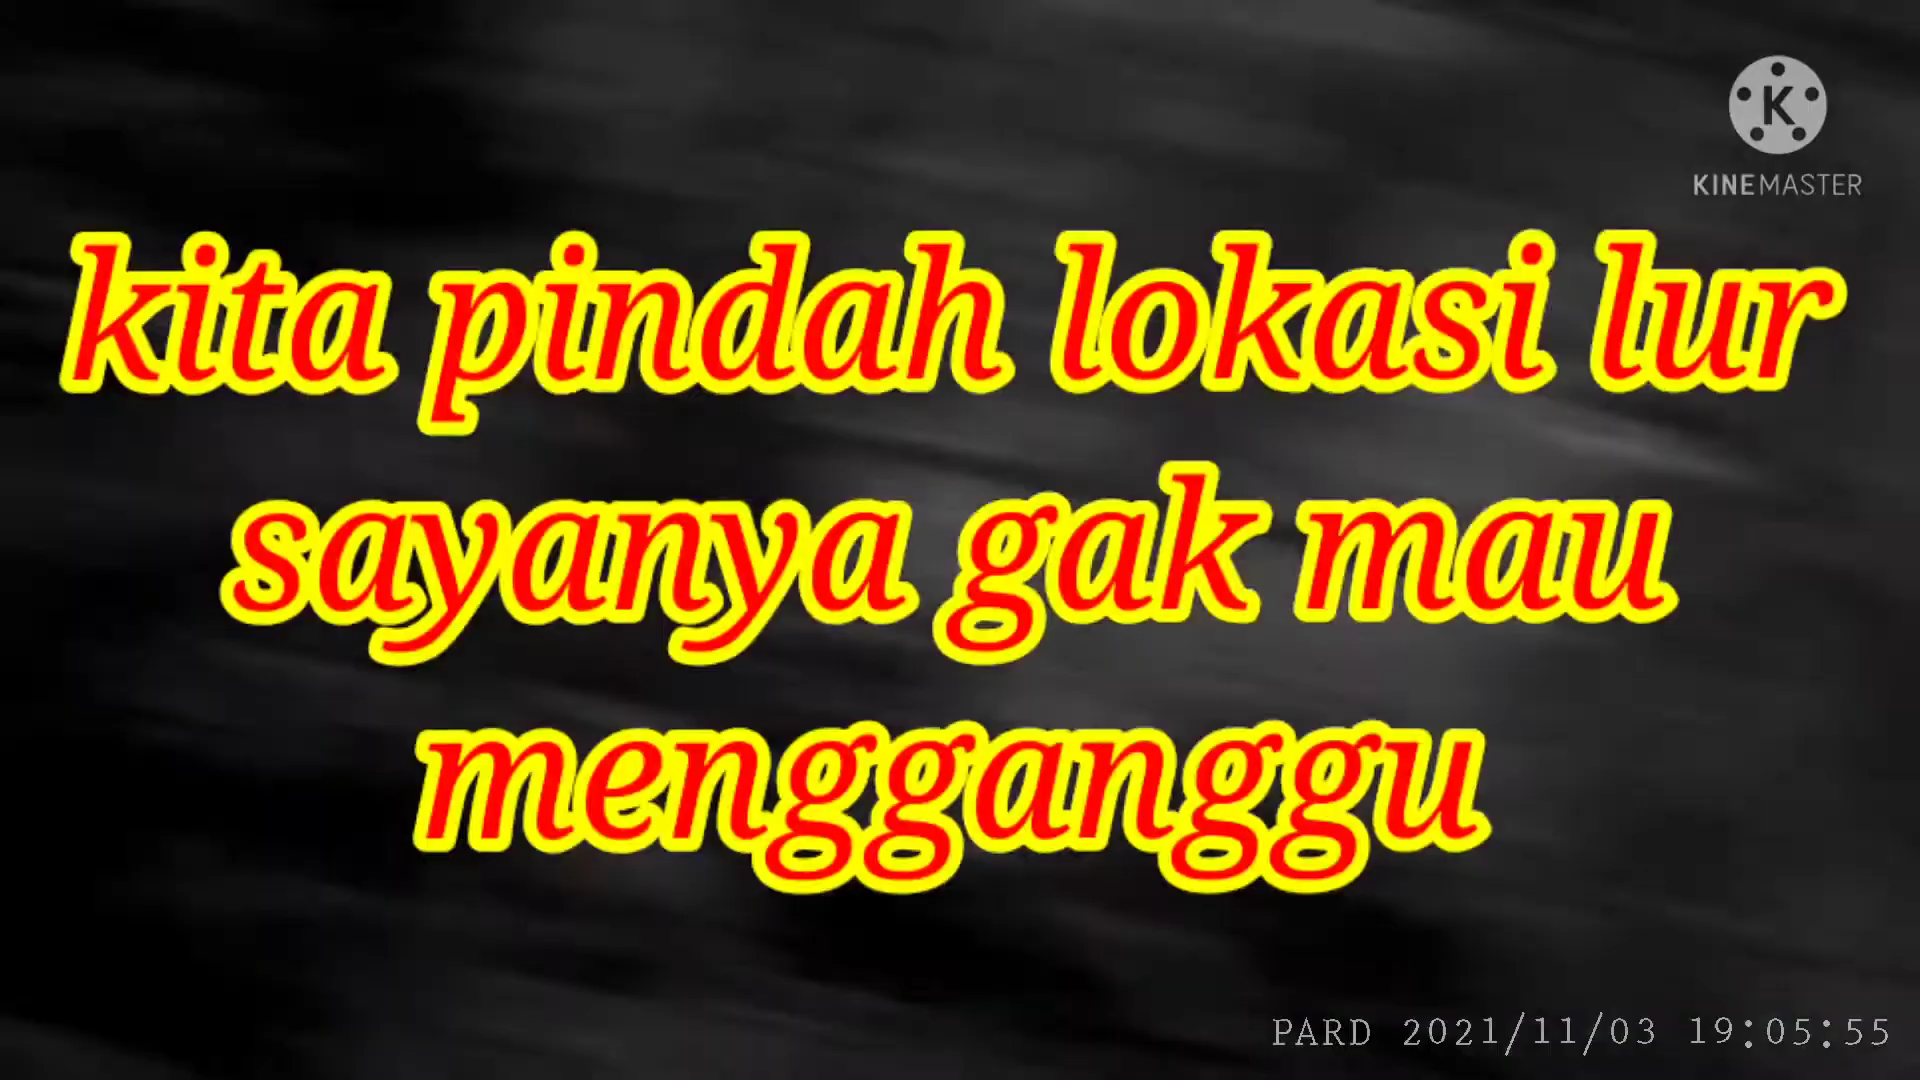 KINEMASTER
kita pindah lokasi lur
sayanya gak mau
mengganggu
PARD 2021/11/03 19:05:55